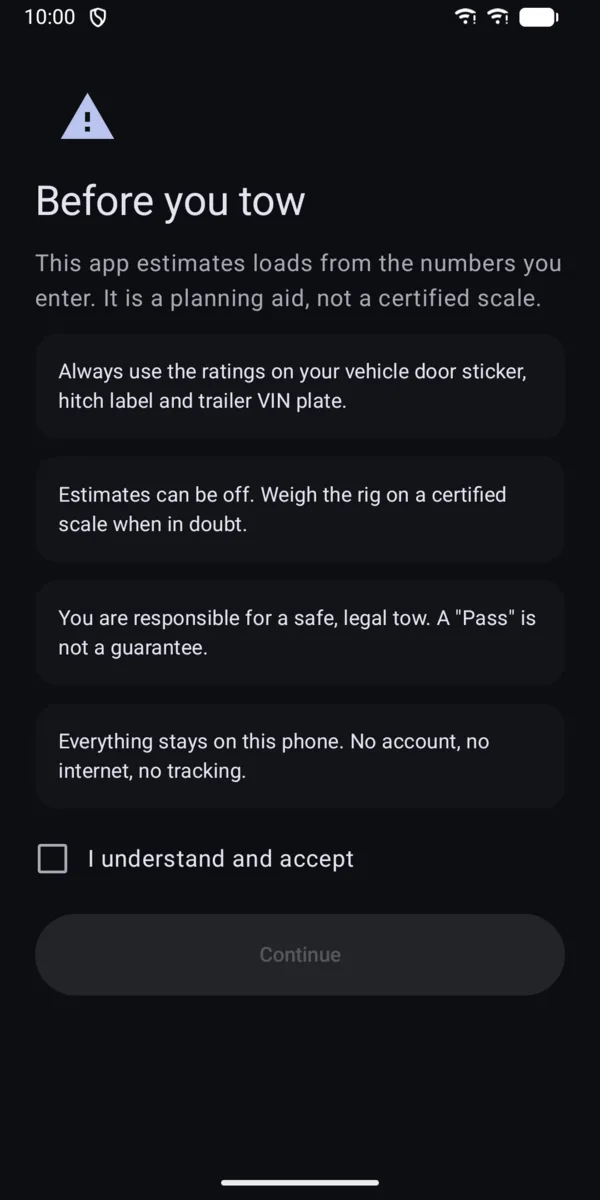 10:00
Before you tow
This app estimates loads from the numbers you
enter. It is a planning aid, not a certified scale.
Always use the ratings on your vehicle door sticker,
hitch label and trailer VIN plate.
Estimates can be off. Weigh the rig on a certified
scale when in doubt.
You are responsible for a safe, legal tow. A "Pass" is
not a guarantee.
Everything stays on this phone. No account, no
internet, no tracking.
I understand and accept
Continue